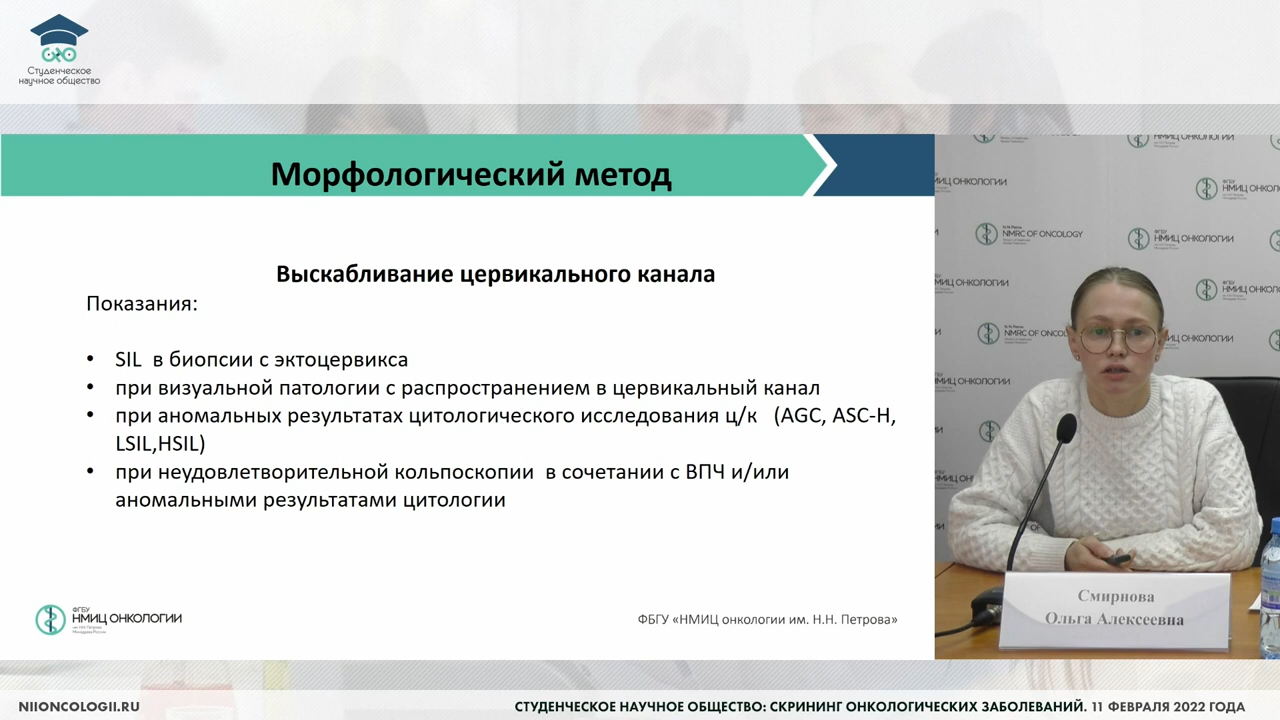 Студенческое
научное общество
Морфологический метод
Выскабливание цервикального канала
Показания:
• SIL в биопсии с эктоцервикса
• при визуальной патологии с распространением в цервикальный канал
• при аномальных результатах цитологического исследования ц/к (AGC, ASC-H,
LSIL,HSIL)
• при неудовлетворительной кольпоскопии в сочетании с ВПЧ и/или
аномальными результатами цитологии
ФГБУ
НМИЦ ОНКОЛОГИИ
ФБГУ «НМИЦ онкологии им. Н.Н. Петрова»
НМИЦ ОНКОЛОГИИ
NMRC OF ONCOLOGY
НМИЦ ОНКОЛОГИИ
Смирнова
Ольга Алексеевна
NIIONCOLOGII.RU
СТУДЕНЧЕСКОЕ НАУЧНОЕ ОБЩЕСТВО: СКРИНИНГ ОНКОЛОГИЧЕСКИХ ЗАБОЛЕВАНИЙ. 11 ФЕВРАЛЯ 2022 ГОДА